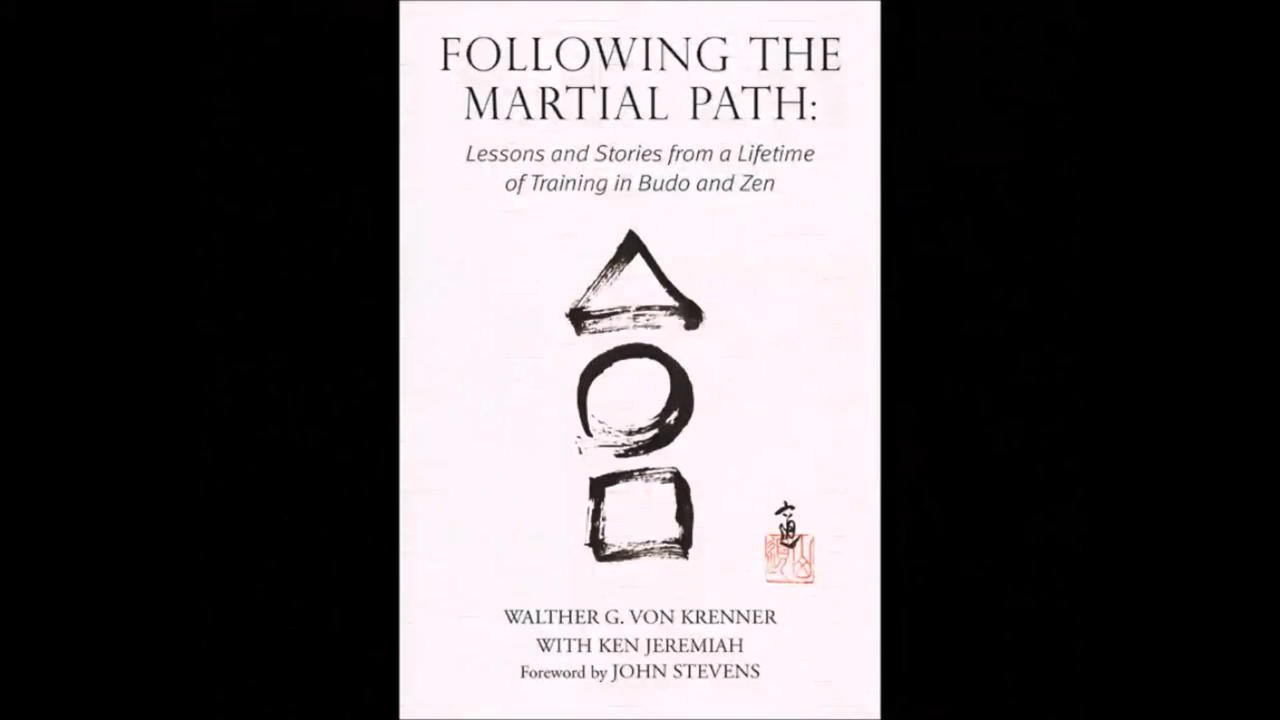 FOLLOWING THE
MARTIAL PATH:
Lessons and Stories from a Lifetime
of Training in Budo and Zen
WALTHER G. VON KRENNER
WITH KEN JEREMIAH
Foreword by JOHN STEVENS